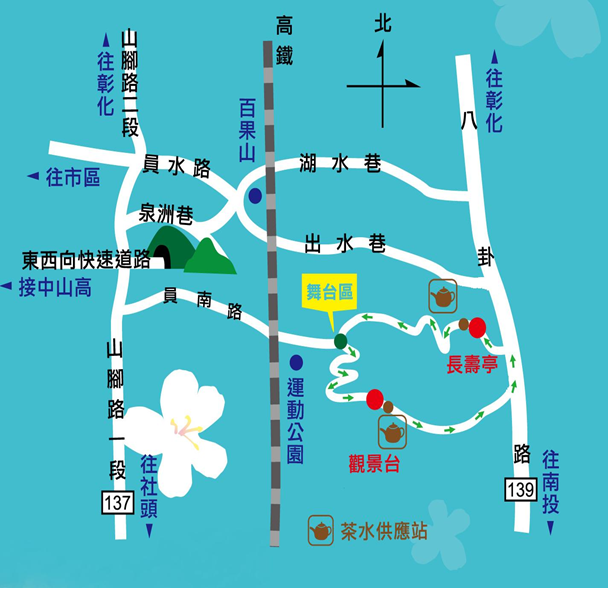 高鐵
北
山腳路二段
往彰化
往彰化
八卦路
百果山
員水路
湖水巷
往市區
泉洲巷
出水巷
東西向快速道路
接中山高
員南路
舞台區
長壽亭
山腳路一段
運動公園
觀景台
往社頭
137
139
往南投
茶水供應站